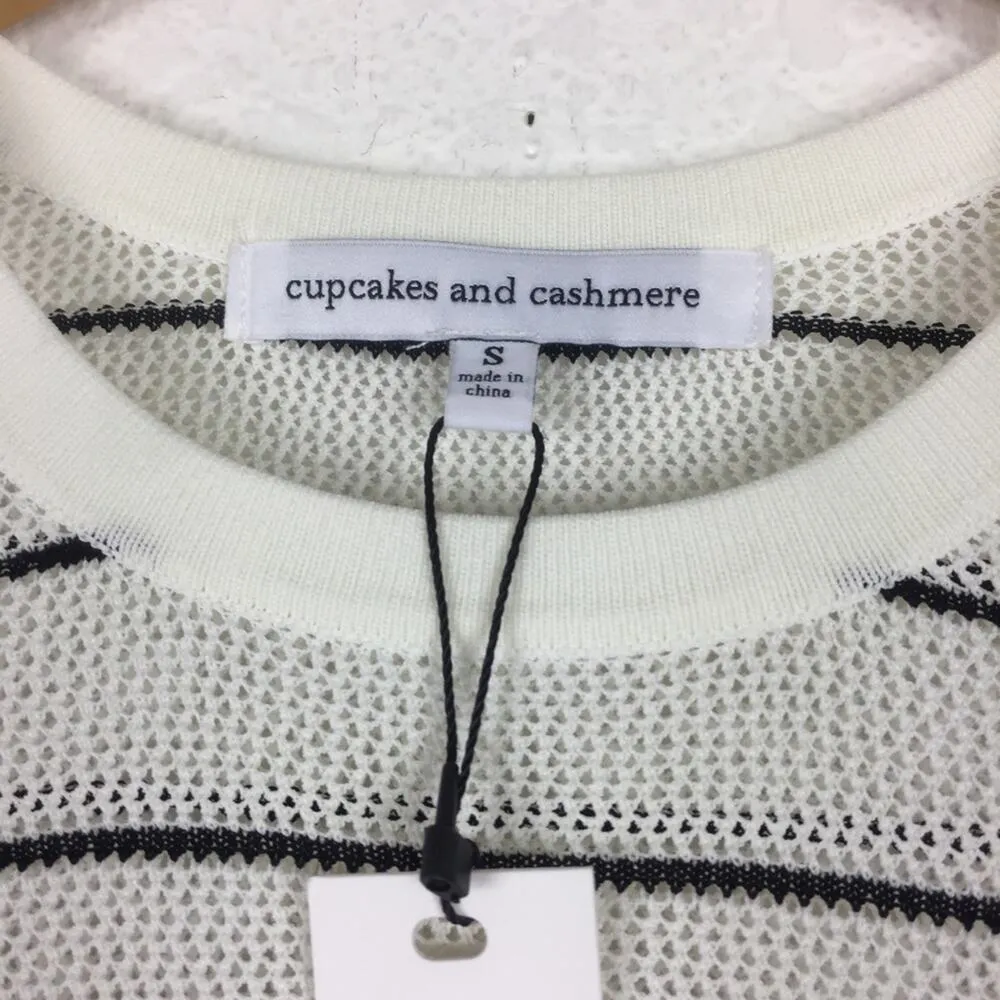 cupcakes and cashmere
S
made in
china